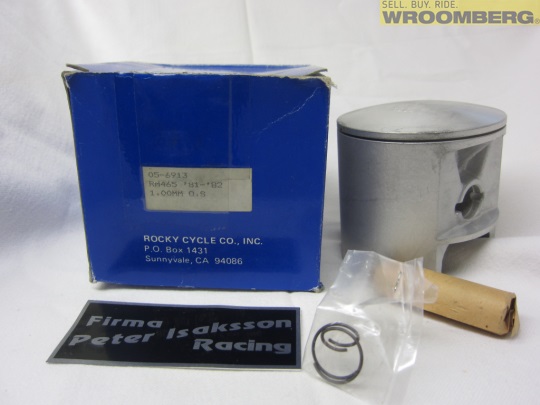 SELL. BUY. RIDE.
WROOMBERG
05-6913
'81-'82
1.00MM O.S
ROCKY CYCLE CO., INC.
P.O. Box 1431
Sunnyvale, CA 94086
Firma
Peter Isaksson
Racing